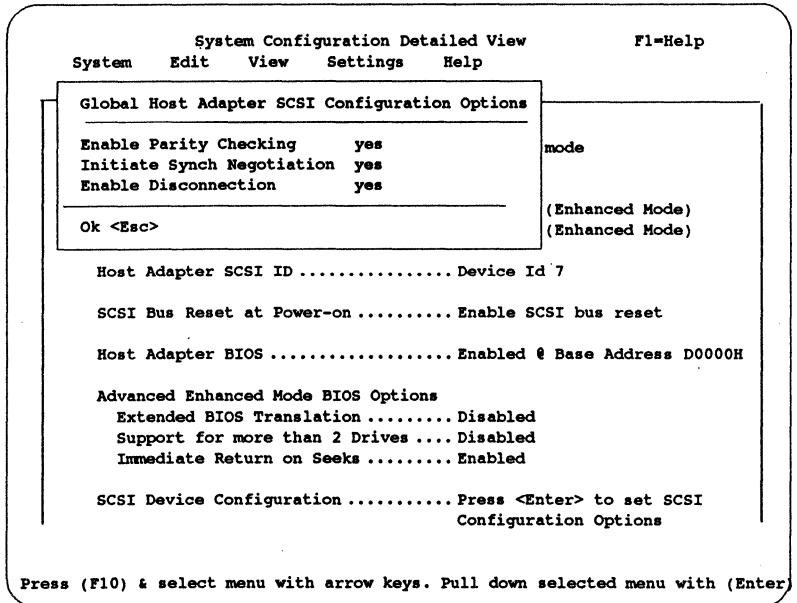 System Configuration Detailed View F1=Help
System Edit View Settings Help
Global Host Adapter SCSI Configuration Options
Enable Parity Checking yes
Initiate Synch Negotiation yes
Enable Disconnection yes
Ok <Esc>
mode
(Enhanced Mode)
(Enhanced Mode)
Host Adapter SCSI ID ................ Device Id 7
SCSI Bus Reset at Power-on .......... Enable SCSI bus reset
Host Adapter BIOS ................... Enabled @ Base Address D0000H
Advanced Enhanced Mode BIOS Options
Extended BIOS Translation ......... Disabled
Support for more than 2 Drives .... Disabled
Immediate Return on Seeks ......... Enabled
SCSI Device Configuration ........... Press <Enter> to set SCSI
Configuration Options
Press (F10) & select menu with arrow keys. Pull down selected menu with (Enter)